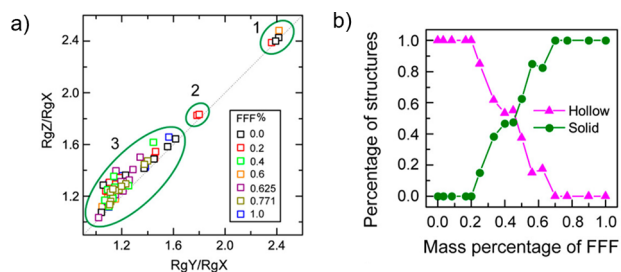 a)
RgZ/RgX
2.4
2.0
1.6
1.2
1.2 1.6 2.0 2.4
RgY/RgX
1
2
3
FFF%
0.0
0.2
0.4
0.6
0.625
0.771
1.0
b)
Percentage of structures
1.0
0.8
0.6
0.4
0.2
0.0
0.0 0.2 0.4 0.6 0.8 1.0
Mass percentage of FFF
Hollow
Solid